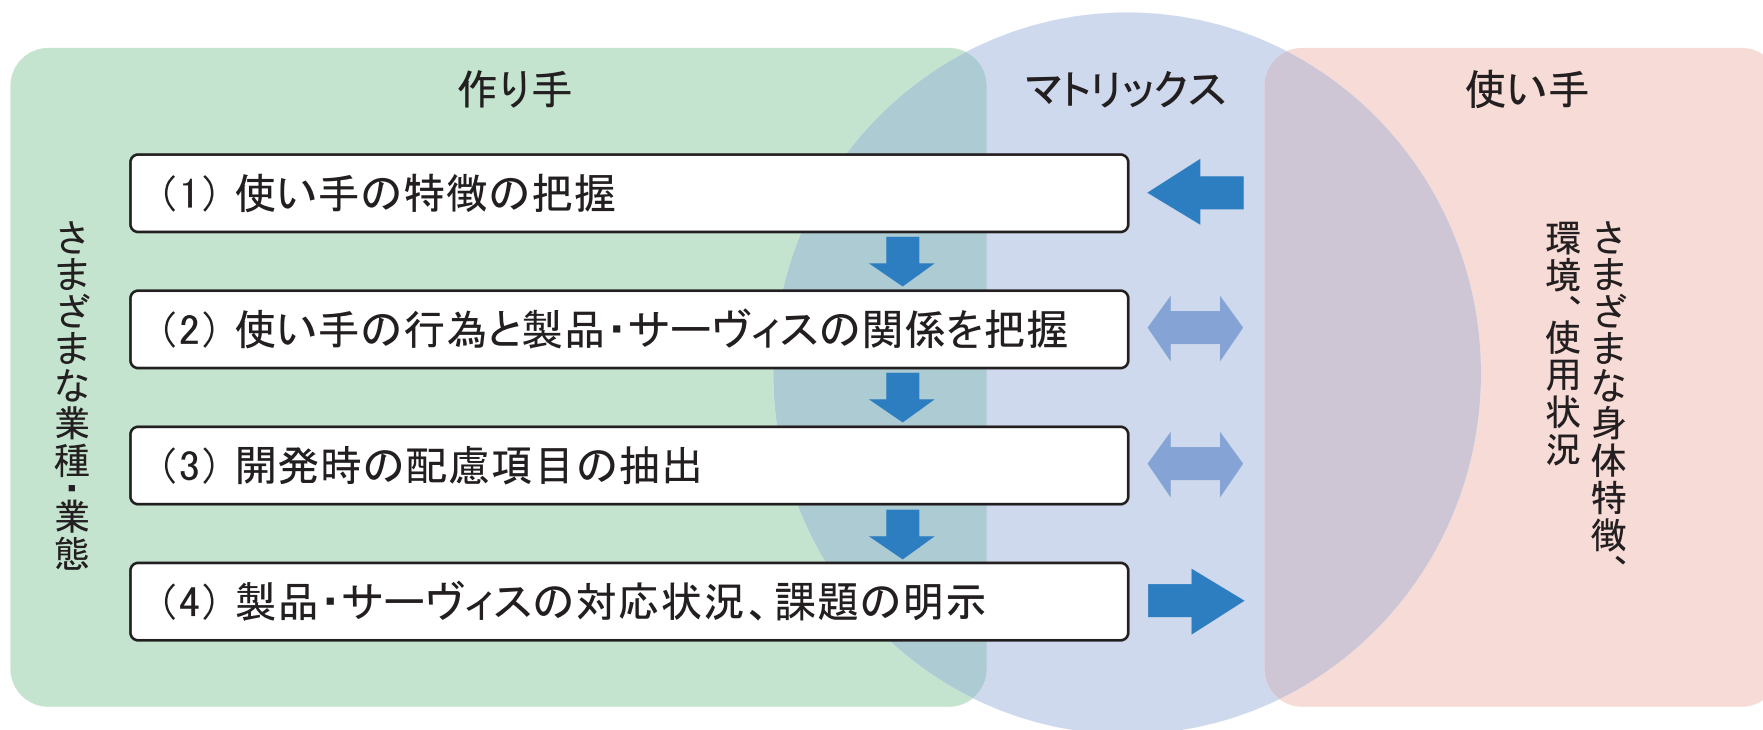 作り手
マトリックス
使い手
さまざまな業種・業態
(1) 使い手の特徴の把握
(2) 使い手の行為と製品・サーヴィスの関係を把握
(3) 開発時の配慮項目の抽出
(4) 製品・サーヴィスの対応状況、課題の明示
さまざまな身体特徴、
環境、使用状況